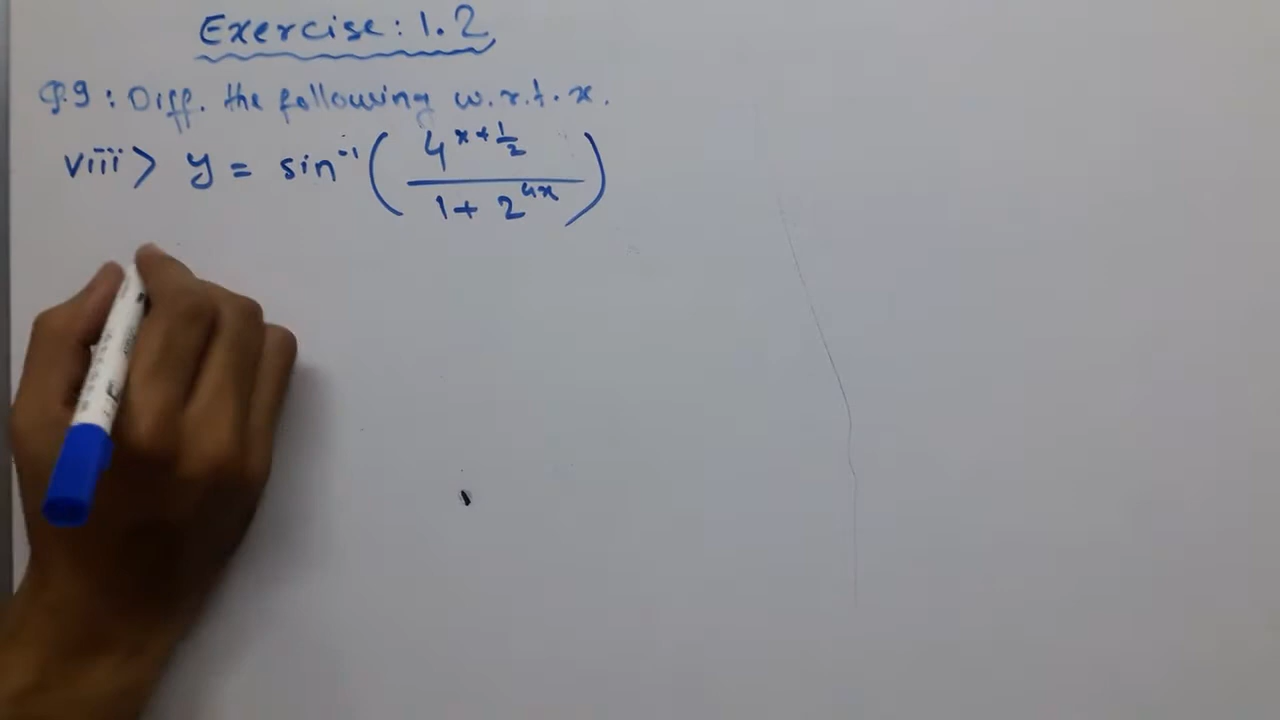 Exercise: 1.2
Q.9: Diff. the following w.r.t. x.
viii> y = sin⁻¹ ( 4^(x+1/2) / 1 + 2^(4x) )